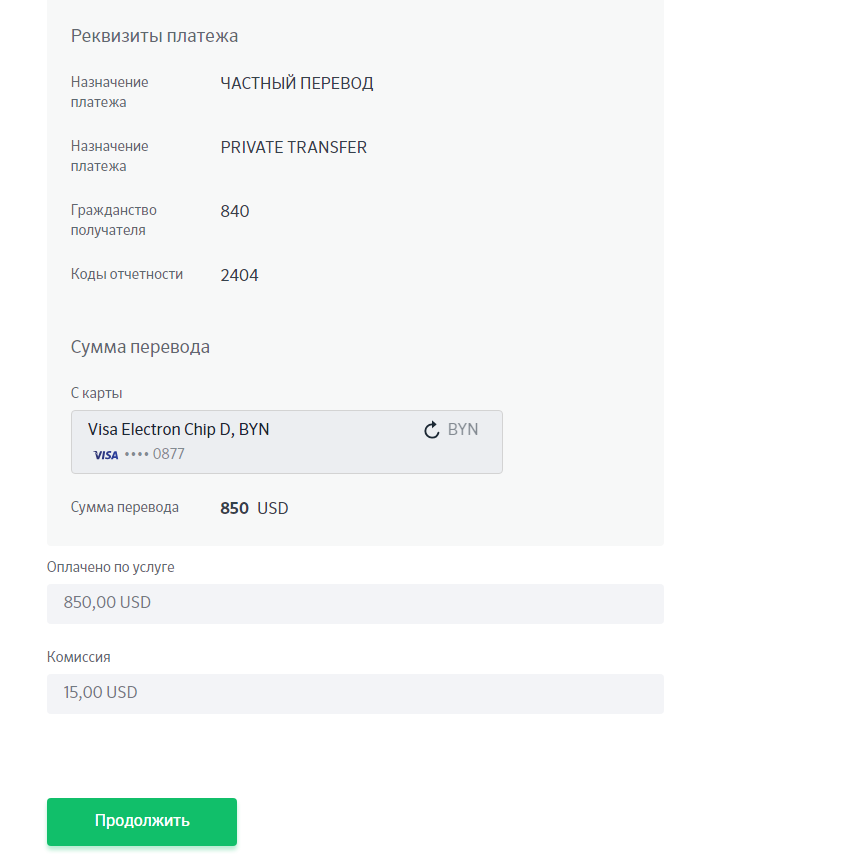 Реквизиты платежа
Назначение
платежа
ЧАСТНЫЙ ПЕРЕВОД
Назначение
платежа
PRIVATE TRANSFER
Гражданство
получателя
840
Коды отчетности
2404
Сумма перевода
С карты
Visa Electron Chip D, BYN
BYN
VISA •••• 0877
Сумма перевода
850 USD
Оплачено по услуге
850,00 USD
Комиссия
15,00 USD
Продолжить